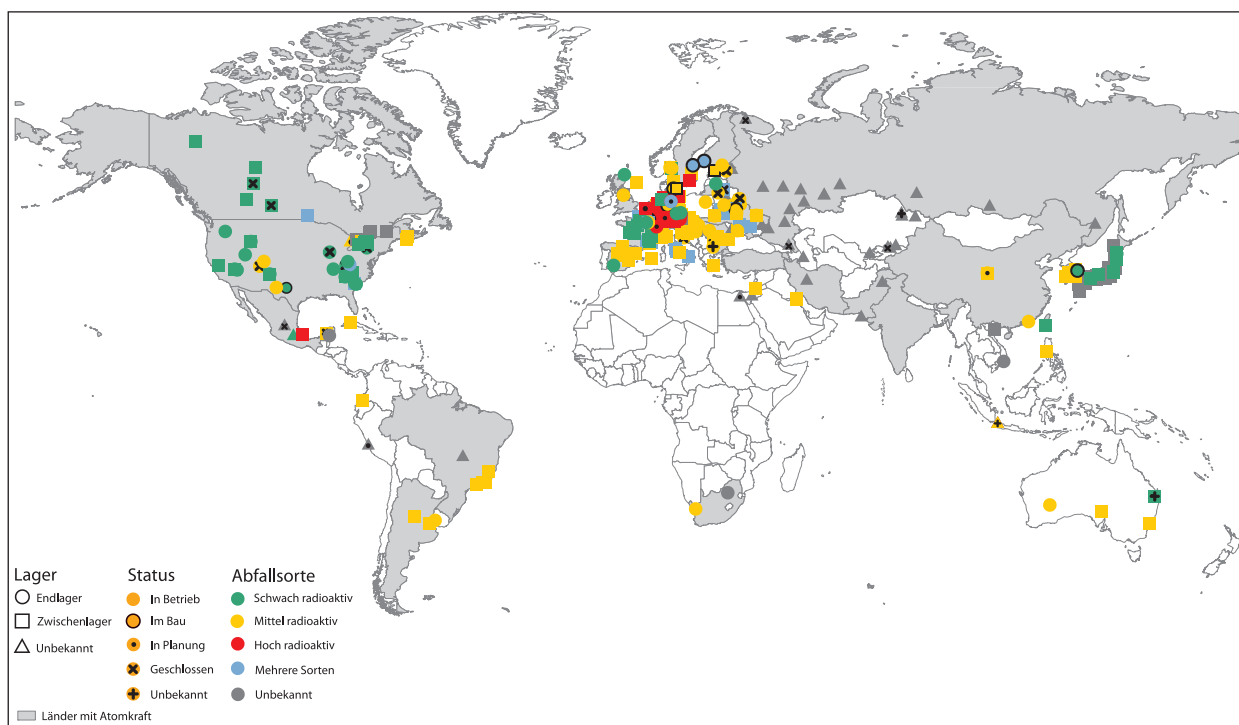 Lager
Endlager
Zwischenlager
Unbekannt
Status
In Betrieb
Im Bau
In Planung
Geschlossen
Unbekannt
Abfallsorte
Schwach radioaktiv
Mittel radioaktiv
Hoch radioaktiv
Mehrere Sorten
Unbekannt
Länder mit Atomkraft